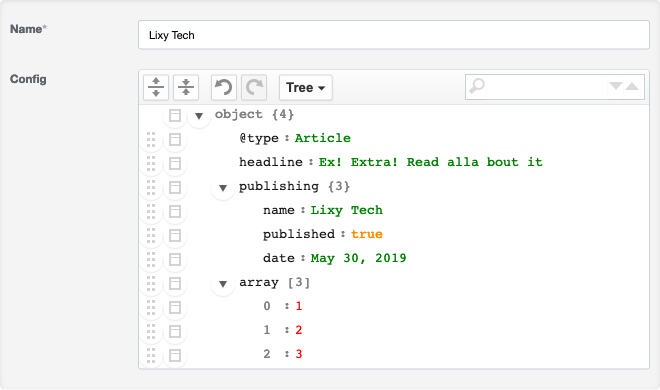 Name*
Lixy Tech
Config
Tree
object {4}
@type : Article
headline : Ex! Extra! Read alla bout it
publishing {3}
name : Lixy Tech
published : true
date : May 30, 2019
array [3]
0 : 1
1 : 2
2 : 3